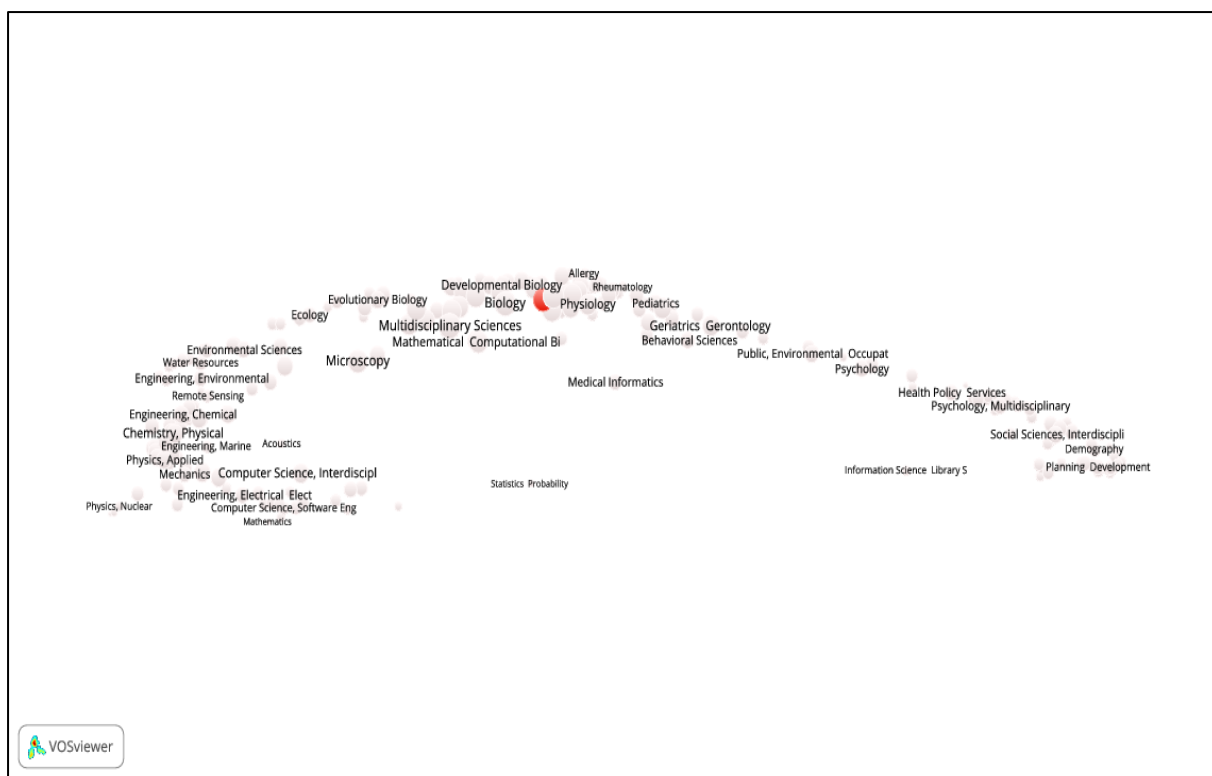 Allergy
Developmental Biology
Rheumatology
Evolutionary Biology
Biology
Physiology
Pediatrics
Ecology
Multidisciplinary Sciences
Geriatrics Gerontology
Mathematical Computational Bi
Behavioral Sciences
Environmental Sciences
Public, Environmental Occupat
Water Resources
Microscopy
Psychology
Engineering, Environmental
Medical Informatics
Remote Sensing
Health Policy Services
Psychology, Multidisciplinary
Engineering, Chemical
Chemistry, Physical
Social Sciences, Interdiscipli
Engineering, Marine
Acoustics
Demography
Physics, Applied
Planning Development
Mechanics
Computer Science, Interdiscipl
Information Science Library S
Statistics Probability
Engineering, Electrical Elect
Physics, Nuclear
Computer Science, Software Eng
Mathematics
VOSviewer